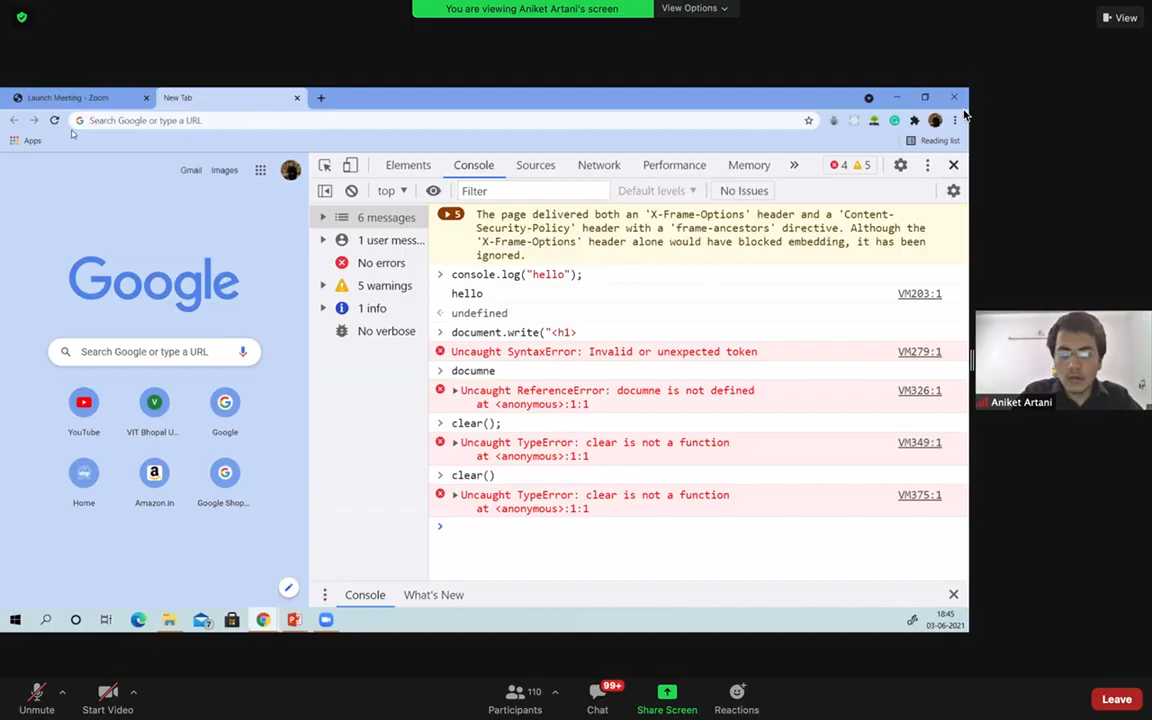 You are viewing Aniket Artani's screen
View Options
View
Launch Meeting - Zoom
New Tab
Search Google or type a URL
Apps
Reading list
Gmail
Images
Elements
Console
Sources
Network
Performance
Memory
4
5
top
Filter
Default levels
No Issues
6 messages
1 user mess...
No errors
5 warnings
1 info
No verbose
5
The page delivered both an 'X-Frame-Options' header and a 'Content-
Security-Policy' header with a 'frame-ancestors' directive. Although the
'X-Frame-Options' header alone would have blocked embedding, it has been
ignored.
console.log("hello");
hello
VM203:1
undefined
document.write("<h1>
Uncaught SyntaxError: Invalid or unexpected token
VM279:1
documne
Uncaught ReferenceError: documne is not defined
VM326:1
at <anonymous>:1:1
clear();
Uncaught TypeError: clear is not a function
VM349:1
at <anonymous>:1:1
clear()
Uncaught TypeError: clear is not a function
VM375:1
at <anonymous>:1:1
Google
Search Google or type a URL
YouTube
VIT Bhopal U...
Google
Home
Amazon.in
Google Shop...
Console
What's New
18:45
03-06-2021
Aniket Artani
Unmute
Start Video
110
Participants
99+
Chat
Share Screen
Reactions
Leave